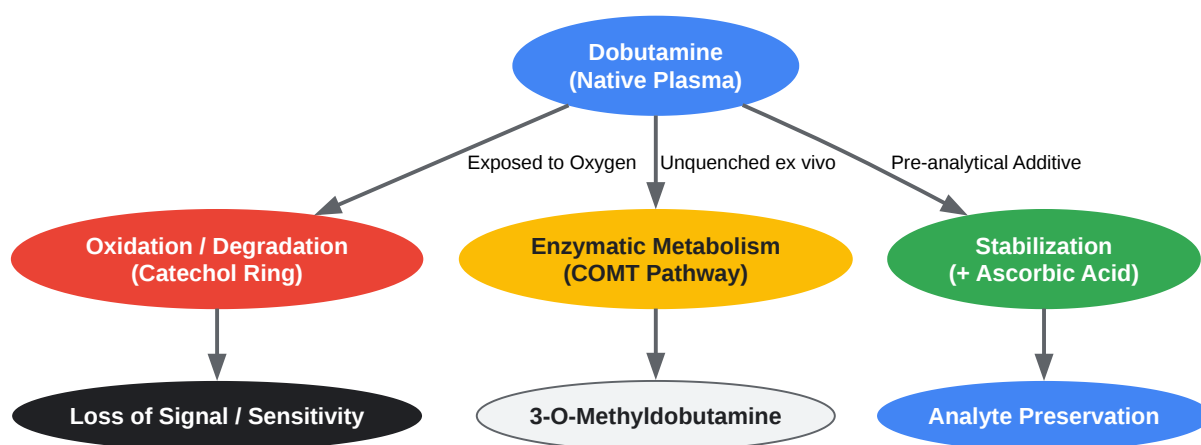 Dobutamine
(Native Plasma)
Exposed to Oxygen
Unquenched ex vivo
Pre-analytical Additive
Oxidation / Degradation
(Catechol Ring)
Enzymatic Metabolism
(COMT Pathway)
Stabilization
(+ Ascorbic Acid)
Loss of Signal / Sensitivity
3-O-Methyldobutamine
Analyte Preservation